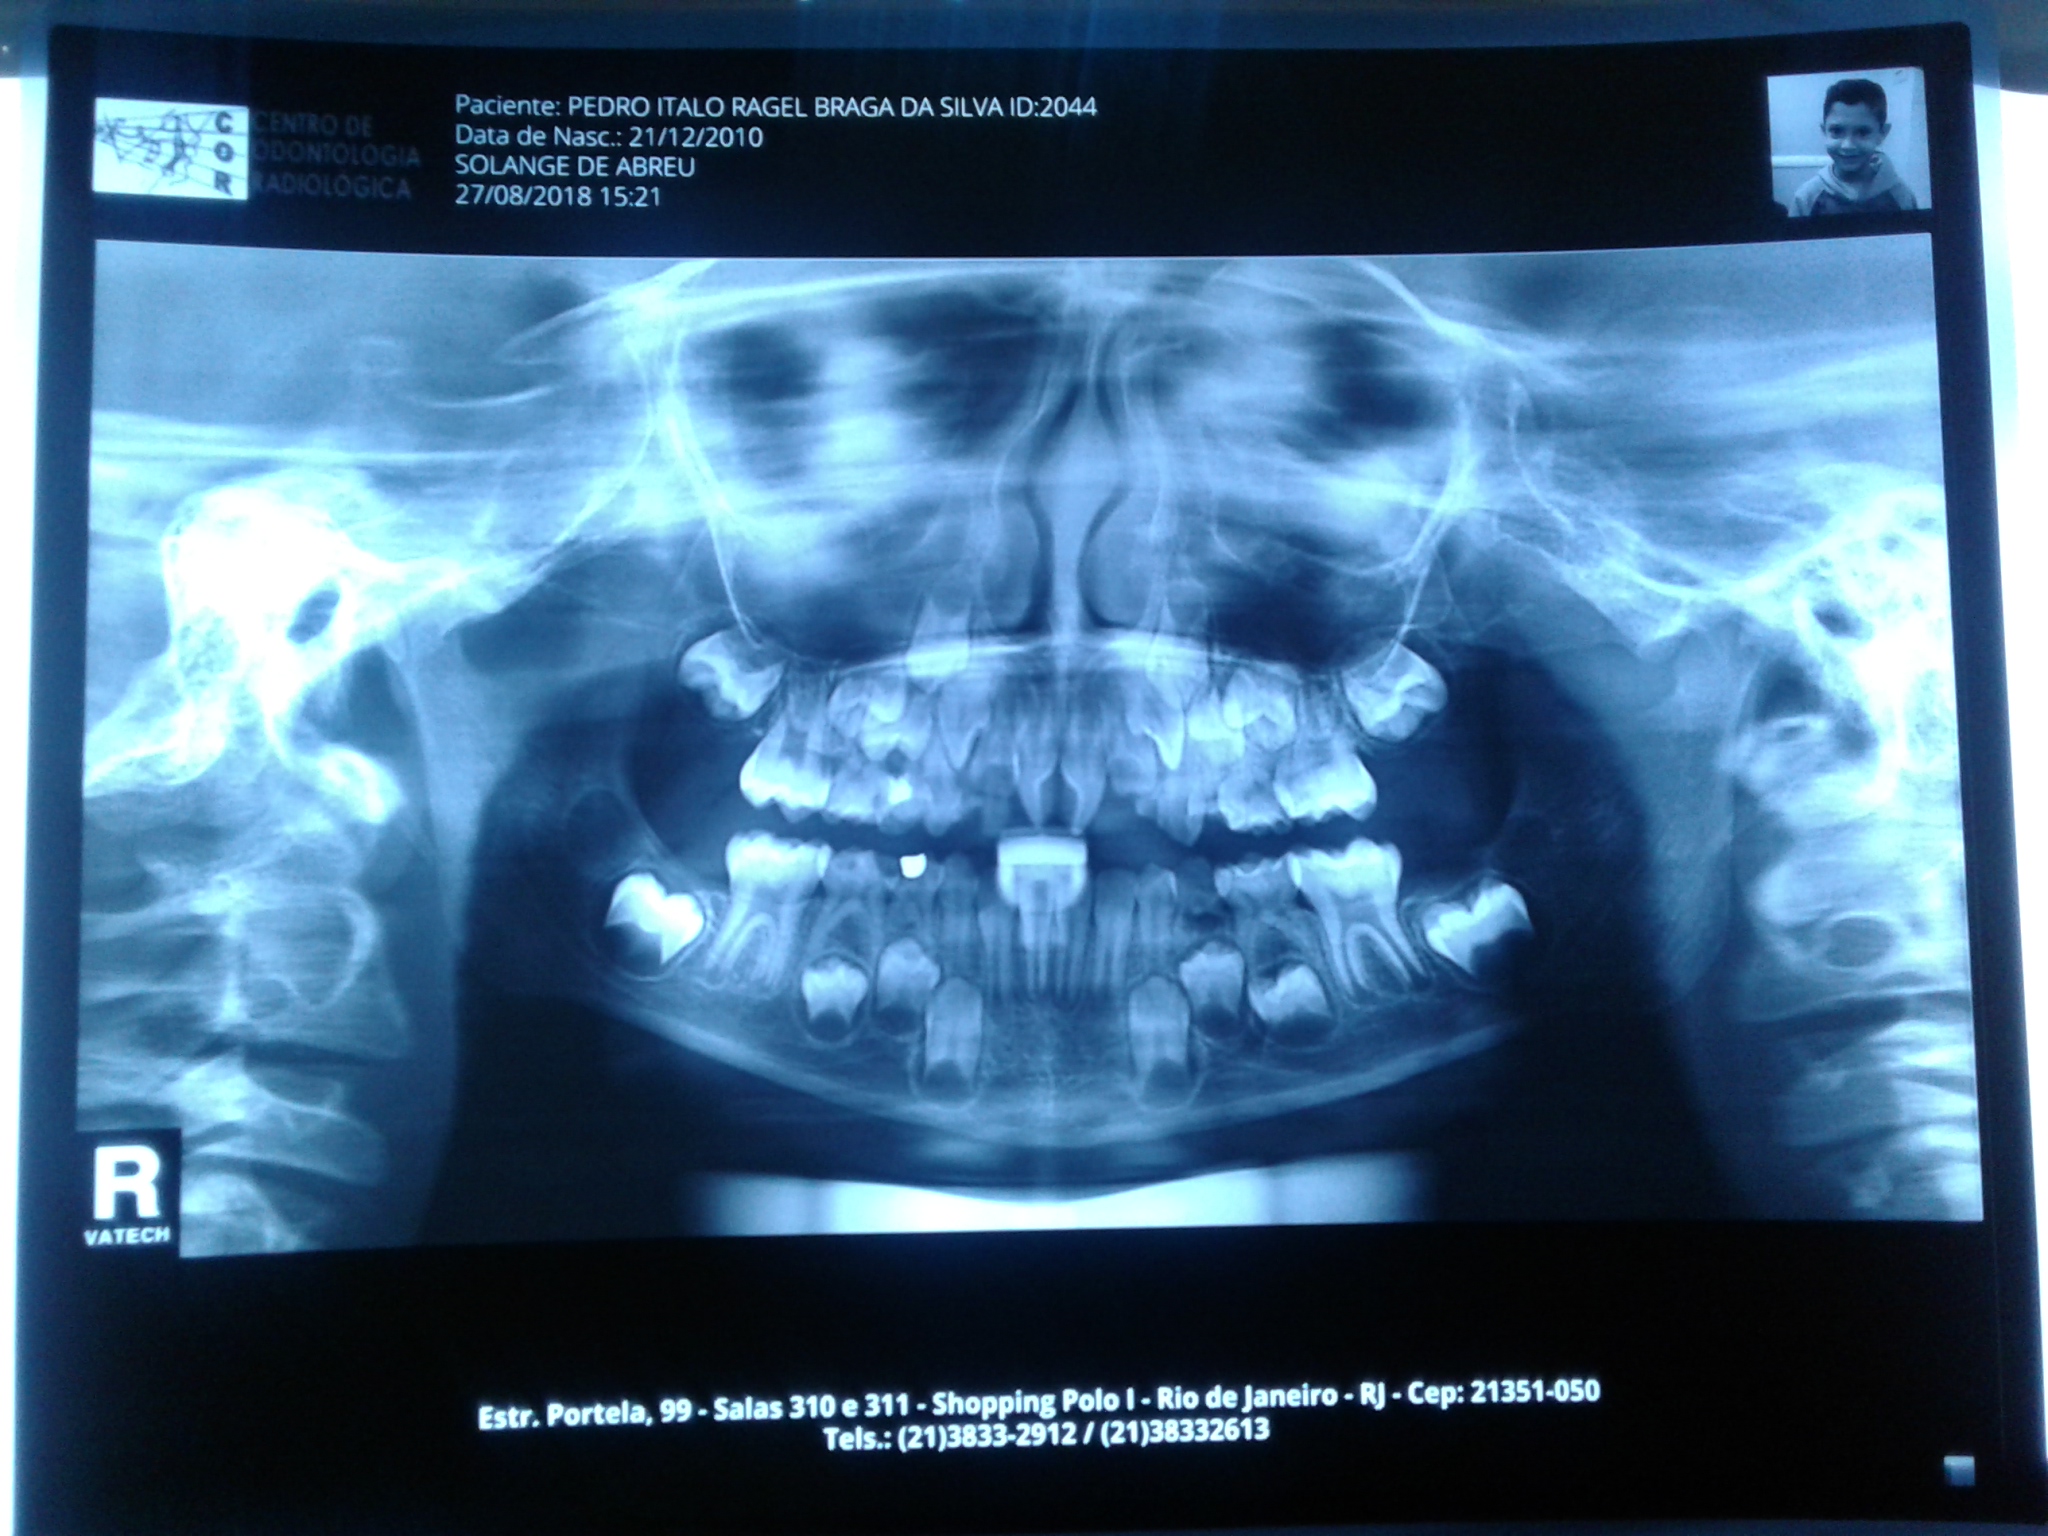 Paciente: PEDRO ITALO RAGEL BRAGA DA SILVA ID:2044
Data de Nasc.: 21/12/2010
SOLANGE DE ABREU
27/08/2018 15:21
COR
CENTRO DE
ODONTOLOGIA
RADIOLÓGICA
R
VATECH
Estr. Portela, 99 - Salas 310 e 311 - Shopping Polo I - Rio de Janeiro - RJ - Cep: 21351-050
Tels.: (21)3833-2912 / (21)38332613